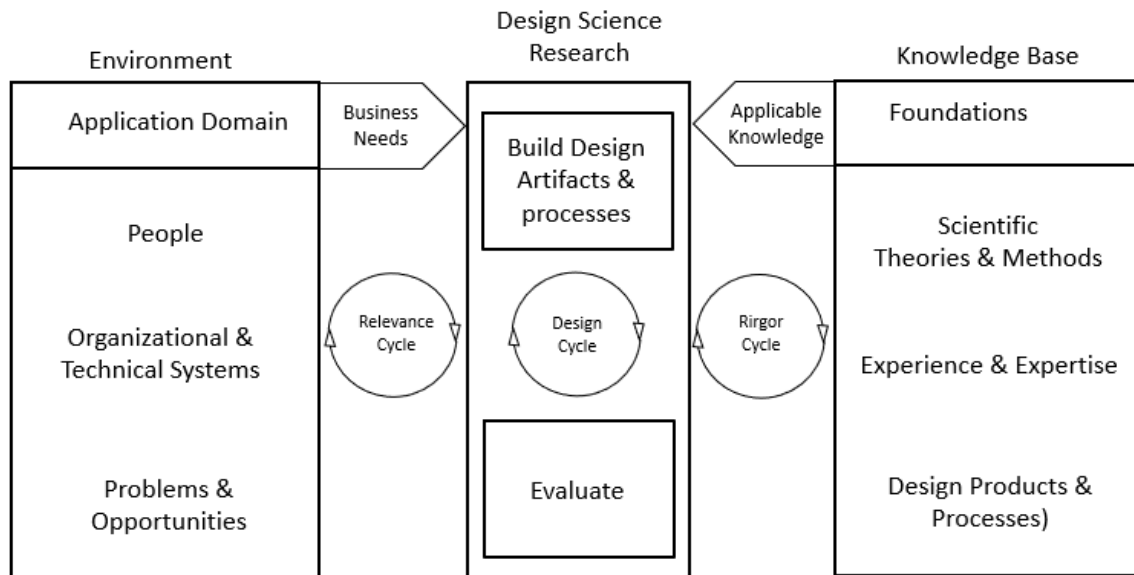 Environment
Application Domain
People
Organizational &
Technical Systems
Problems &
Opportunities
Business
Needs
Relevance
Cycle
Design Science
Research
Build Design
Artifacts &
processes
Design
Cycle
Evaluate
Applicable
Knowledge
Rirgor
Cycle
Knowledge Base
Foundations
Scientific
Theories & Methods
Experience & Expertise
Design Products &
Processes)